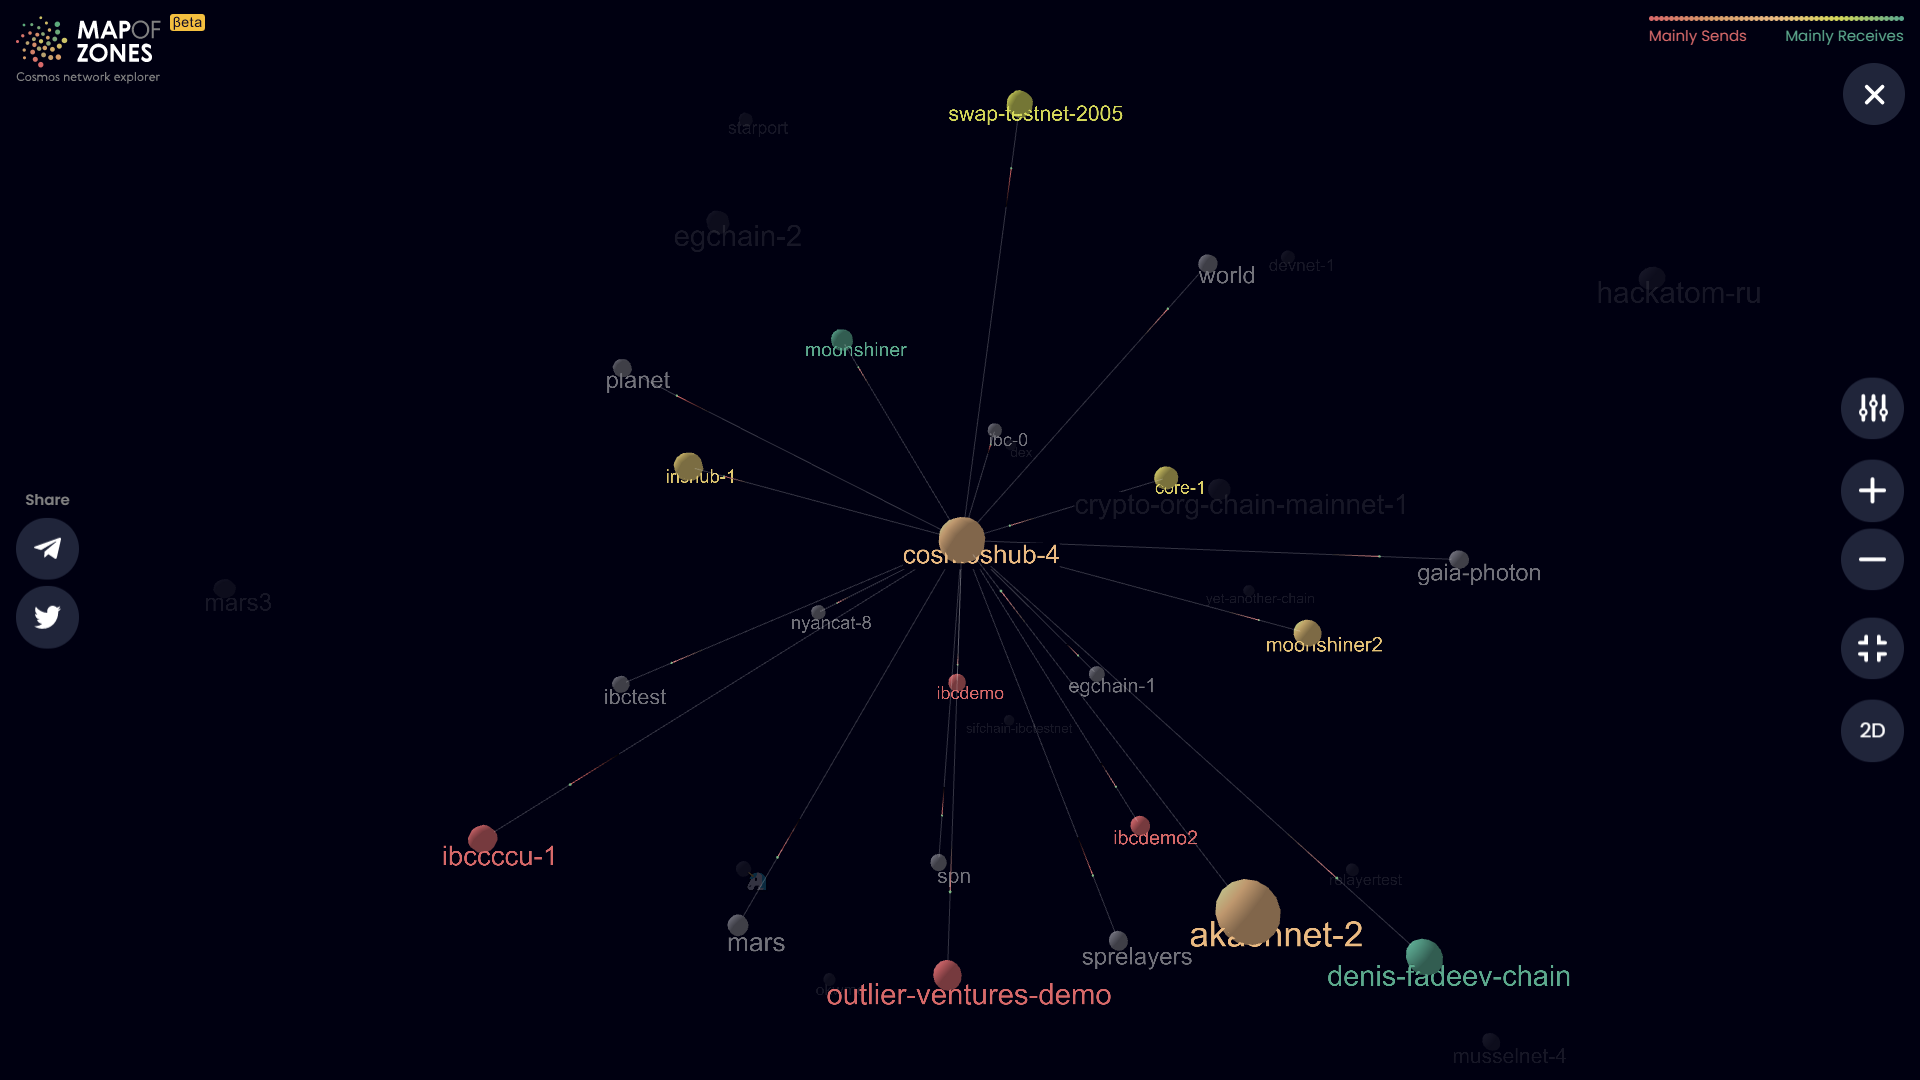 MAPOF
ZONES
βeta
Cosmos network explorer
Mainly Sends
Mainly Receives
swap-testnet-2005
starport
egchain-2
world
devnet-1
hackatom-ru
moonshiner
planet
ibc-0
dex
irishub-1
core-1
crypto-org-chain-mainnet-1
Share
cosmoshub-4
gaia-photon
mars3
yet-another-chain
nyancat-8
moonshiner2
ibctest
ibcdemo
egchain-1
sifchain-ibctestnet
ibccccu-1
ibcdemo2
spn
relayertest
mars
akashnet-2
sprelayers
denis-fadeev-chain
outlier-ventures-demo
musselnet-4
2D